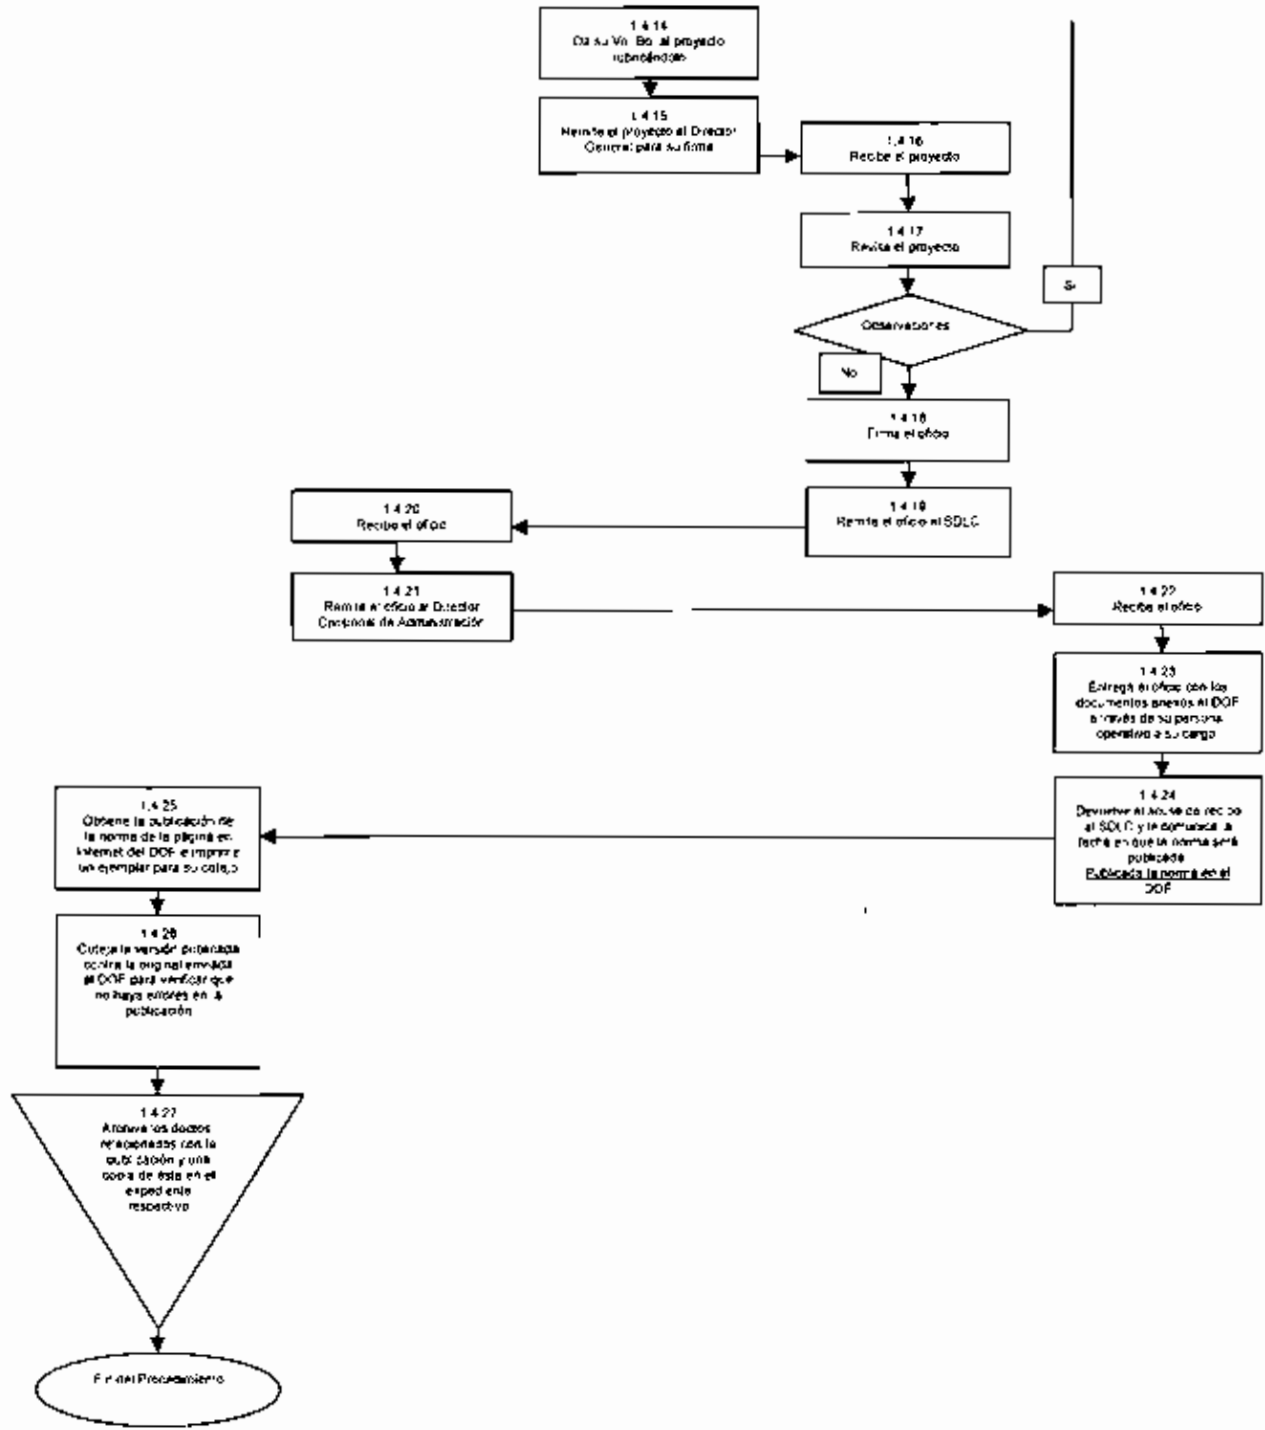 1.4.14
Da su Vo. Bo. al proyecto
rubricándolo
1.4.15
Remite el proyecto al Director
General para su firma
1.4.16
Recibe el proyecto
1.4.17
Revisa el proyecto
Si
Observaciones
No
1.4.18
Firma el oficio
1.4.19
Remite el oficio al SDLC
1.4.20
Recibe el oficio
1.4.21
Remite el oficio al Director
de Administración
1.4.22
Recibe el oficio
1.4.23
Entrega el oficio con los
documentos anexos al DOF
a través de su persona
operativo a su cargo
1.4.24
Devuelve el acuse de recibo
al SDLC y le comunica la
fecha en que la norma será
publicada
Publicada la norma en el
DOF
1.4.25
Obtiene la publicación de
la norma de la página en
Internet del DOF e imprime
un ejemplar para su cotejo
1.4.26
Coteja la versión publicada
contra la original enviada
al DOF para verificar que
no haya errores en la
publicación
1.4.27
Archiva los doctos
relacionados con la
publicación y una
copia de ésta en el
expediente
respectivo
Fin del Procedimiento